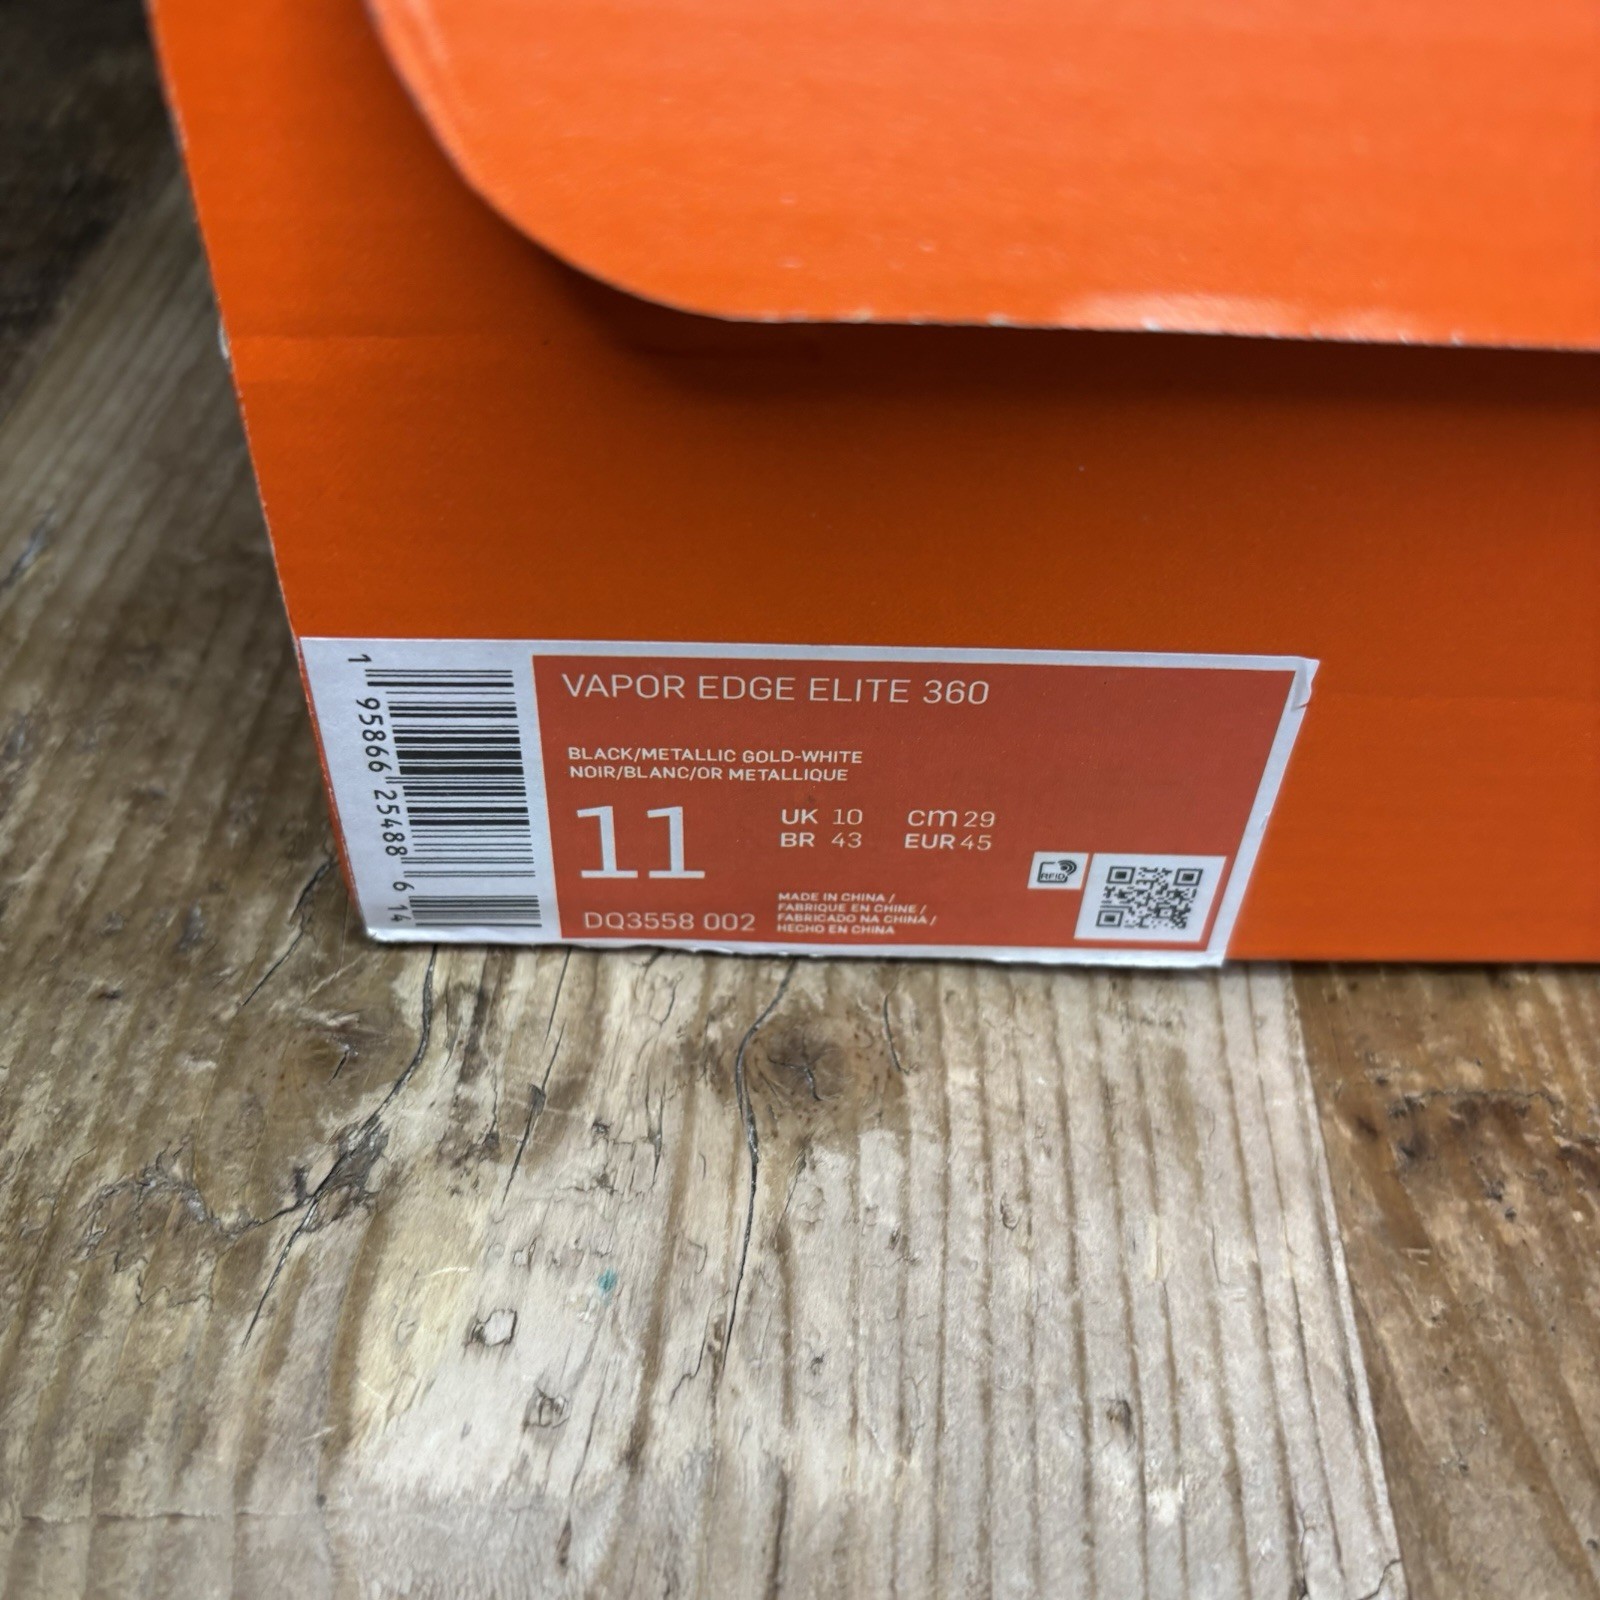 VAPOR EDGE ELITE 360
BLACK/METALLIC GOLD-WHITE
NOIR/BLANC/OR METALLIQUE
11
UK 10 cm 29
BR 43 EUR 45
DQ3558 002
MADE IN CHINA /
FABRIQUE EN CHINE /
FABRICADO NA CHINA /
HECHO EN CHINA
RFID
1 95866 25488 6 14